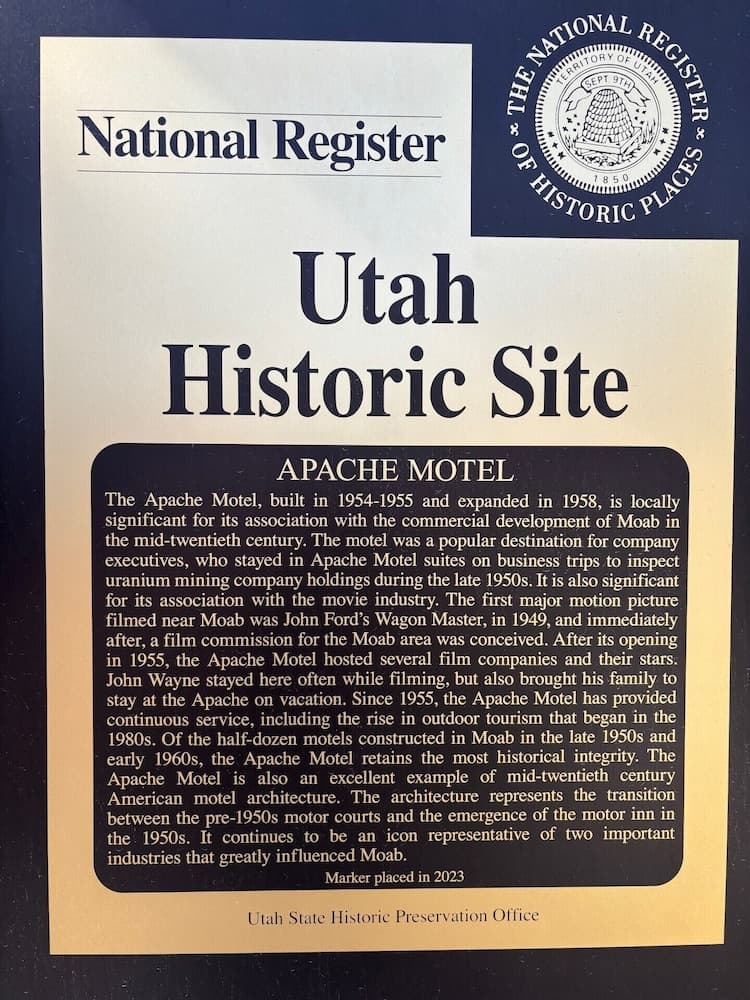 THE NATIONAL REGISTER
OF HISTORIC PLACES
TERRITORY OF UTAH
SEPT. 9TH
1850
National Register
Utah
Historic Site
APACHE MOTEL
The Apache Motel, built in 1954-1955 and expanded in 1958, is locally
significant for its association with the commercial development of Moab in
the mid-twentieth century. The motel was a popular destination for company
executives, who stayed in Apache Motel suites on business trips to inspect
uranium mining company holdings during the late 1950s. It is also significant
for its association with the movie industry. The first major motion picture
filmed near Moab was John Ford's Wagon Master, in 1949, and immediately
after, a film commission for the Moab area was conceived. After its opening
in 1955, the Apache Motel hosted several film companies and their stars.
John Wayne stayed here often while filming, but also brought his family to
stay at the Apache on vacation. Since 1955, the Apache Motel has provided
continuous service, including the rise in outdoor tourism that began in the
1980s. Of the half-dozen motels constructed in Moab in the late 1950s and
early 1960s, the Apache Motel retains the most historical integrity. The
Apache Motel is also an excellent example of mid-twentieth century
American motel architecture. The architecture represents the transition
between the pre-1950s motor courts and the emergence of the motor inn in
the 1950s. It continues to be an icon representative of two important
industries that greatly influenced Moab.
Marker placed in 2023
Utah State Historic Preservation Office